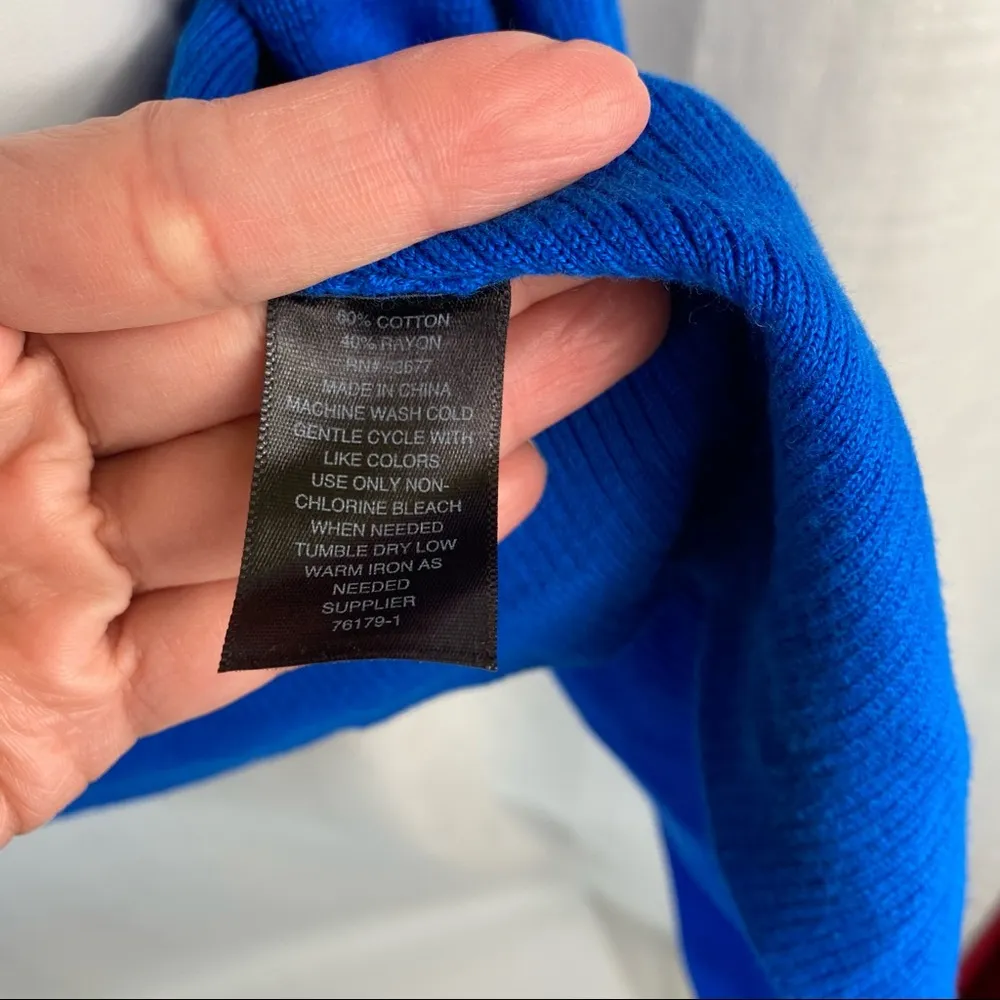 60% COTTON
40% RAYON
RN#
MADE IN CHINA
MACHINE WASH COLD
GENTLE CYCLE WITH
LIKE COLORS
USE ONLY NON-
CHLORINE BLEACH
WHEN NEEDED
TUMBLE DRY LOW
WARM IRON AS
NEEDED
SUPPLIER
76179-1